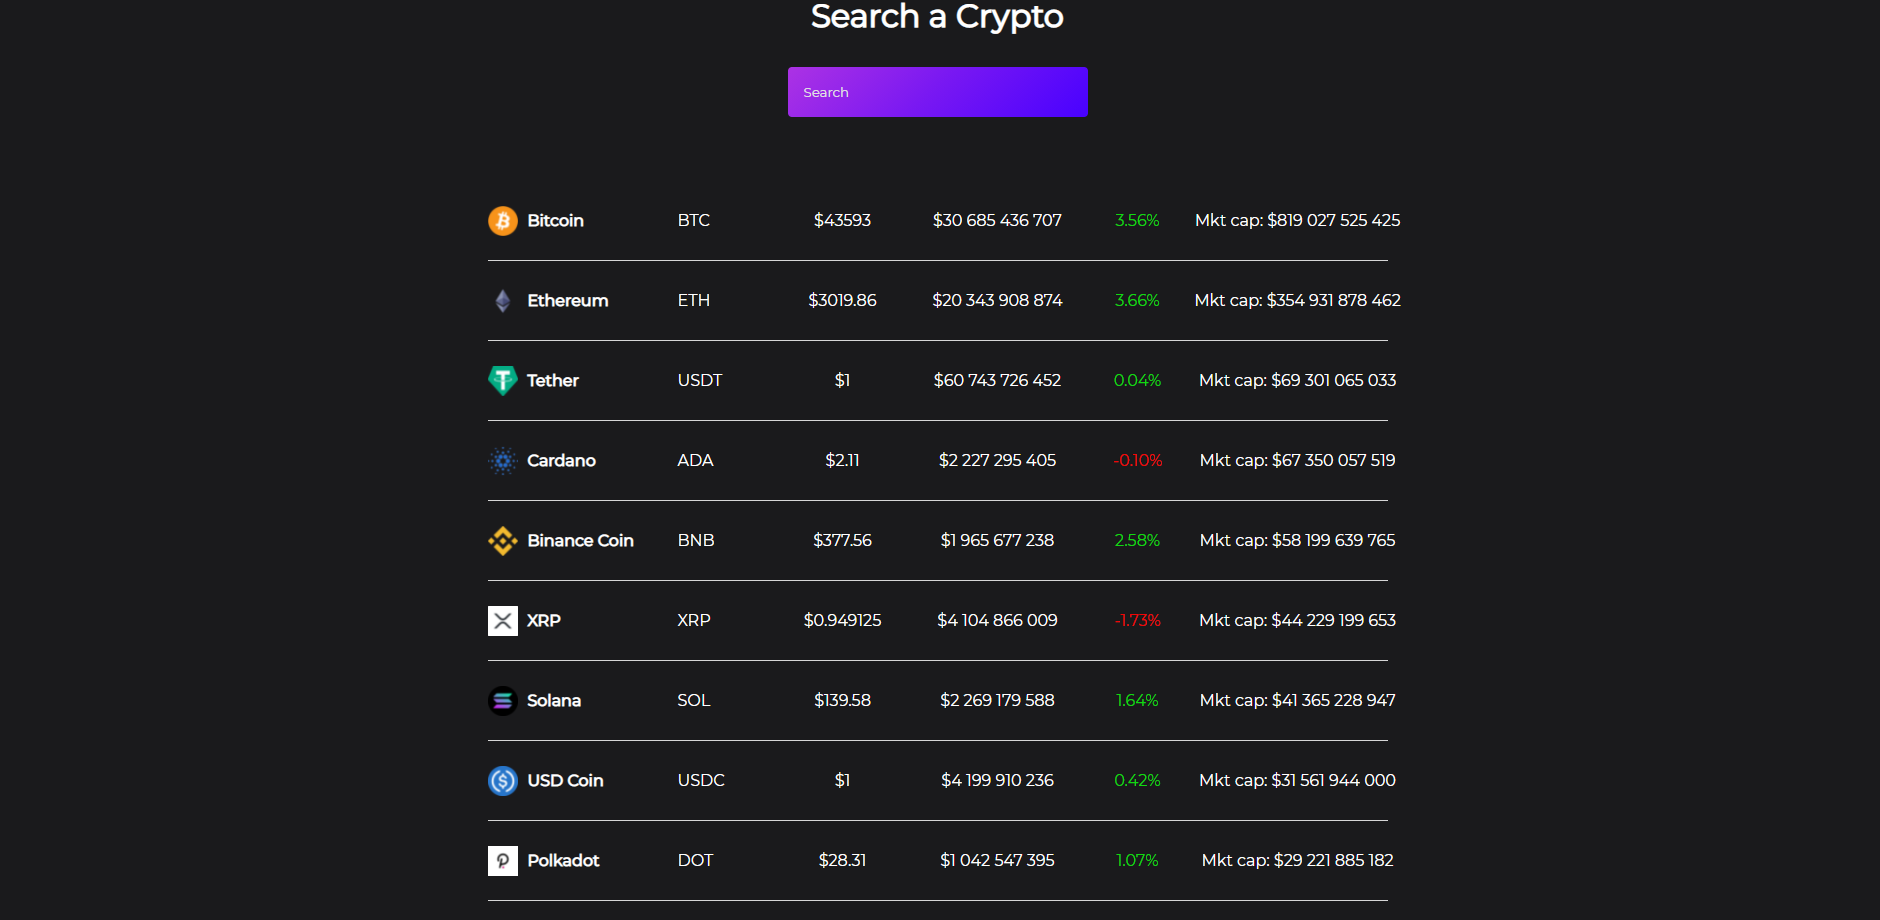 Search a Crypto
Search
Bitcoin BTC $43593 $30 685 436 707 3.56% Mkt cap: $819 027 525 425
Ethereum ETH $3019.86 $20 343 908 874 3.66% Mkt cap: $354 931 878 462
Tether USDT $1 $60 743 726 452 0.04% Mkt cap: $69 301 065 033
Cardano ADA $2.11 $2 227 295 405 -0.10% Mkt cap: $67 350 057 519
Binance Coin BNB $377.56 $1 965 677 238 2.58% Mkt cap: $58 199 639 765
XRP XRP $0.949125 $4 104 866 009 -1.73% Mkt cap: $44 229 199 653
Solana SOL $139.58 $2 269 179 588 1.64% Mkt cap: $41 365 228 947
USD Coin USDC $1 $4 199 910 236 0.42% Mkt cap: $31 561 944 000
Polkadot DOT $28.31 $1 042 547 395 1.07% Mkt cap: $29 221 885 182